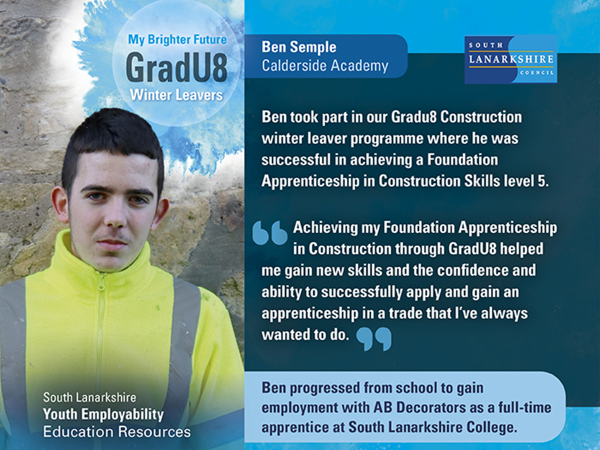 My Brighter Future
GradU8
Winter Leavers
Ben Semple
Calderside Academy
SOUTH
LANARKSHIRE
COUNCIL
Ben took part in our Gradu8 Construction
winter leaver programme where he was
successful in achieving a Foundation
Apprenticeship in Construction Skills level 5.
“ Achieving my Foundation Apprenticeship
in Construction through GradU8 helped
me gain new skills and the confidence and
ability to successfully apply and gain an
apprenticeship in a trade that I’ve always
wanted to do. ”
South Lanarkshire
Youth Employability
Education Resources
Ben progressed from school to gain
employment with AB Decorators as a full-time
apprentice at South Lanarkshire College.